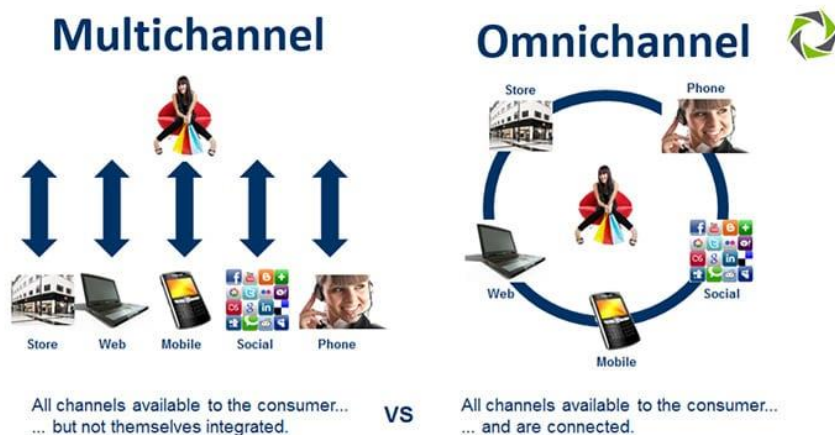 Multichannel
Store
Web
Mobile
Social
Phone
All channels available to the consumer...
... but not themselves integrated.
VS
Omnichannel
Store
Phone
Web
Social
Mobile
All channels available to the consumer...
... and are connected.